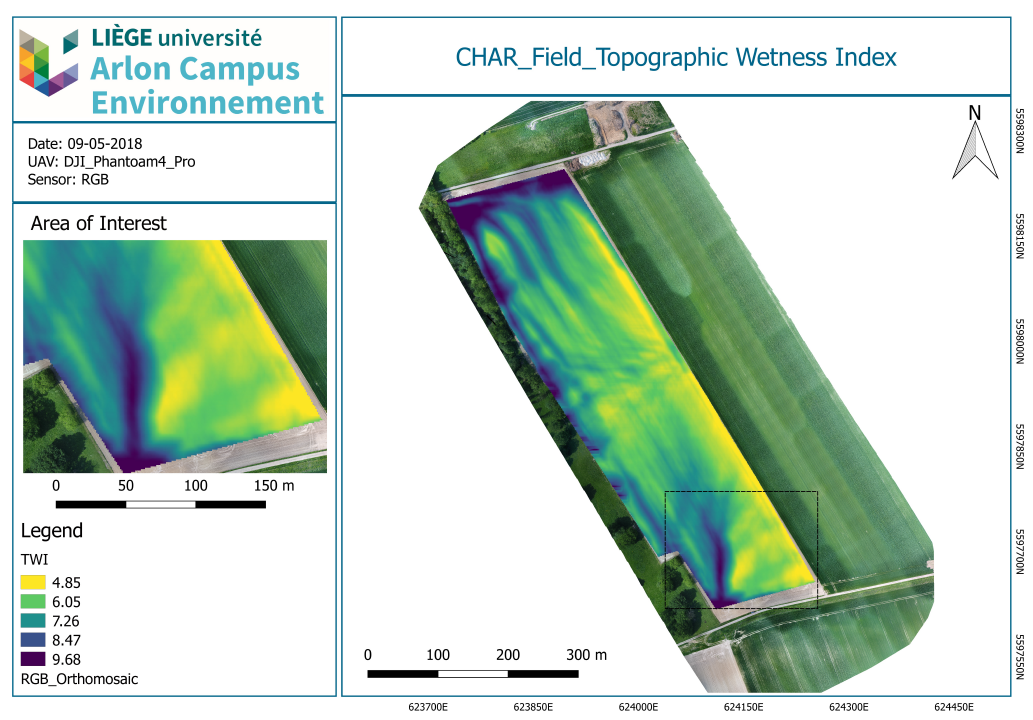 LIÈGE université
Arlon Campus
Environnement
Date: 09-05-2018
UAV: DJI_Phantoam4_Pro
Sensor: RGB
Area of Interest
0 50 100 150 m
Legend
TWI
4.85
6.05
7.26
8.47
9.68
RGB_Orthomosaic
CHAR_Field_Topographic Wetness Index
N
0 100 200 300 m
5598300N
5598150N
5598000N
5597850N
5597700N
5597550N
623700E 623850E 624000E 624150E 624300E 624450E